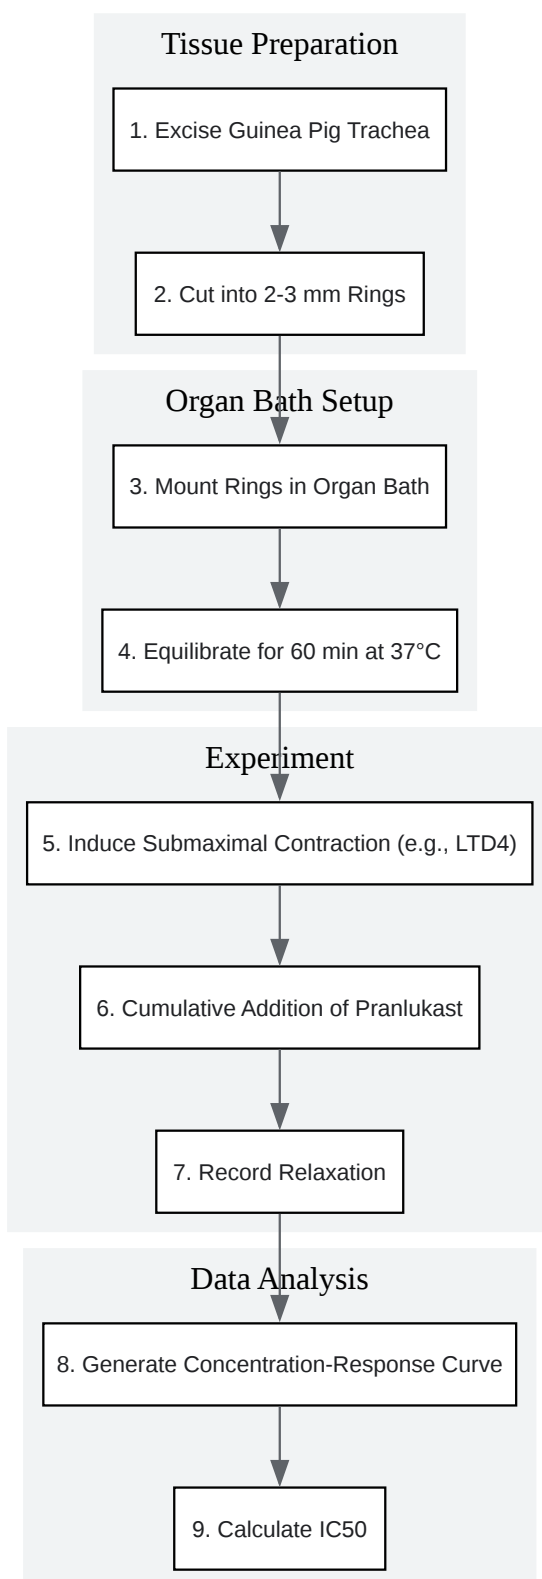 Tissue Preparation
1. Excise Guinea Pig Trachea
2. Cut into 2-3 mm Rings
Organ Bath Setup
3. Mount Rings in Organ Bath
4. Equilibrate for 60 min at 37°C
Experiment
5. Induce Submaximal Contraction (e.g., LTD4)
6. Cumulative Addition of Pranlukast
7. Record Relaxation
Data Analysis
8. Generate Concentration-Response Curve
9. Calculate IC50